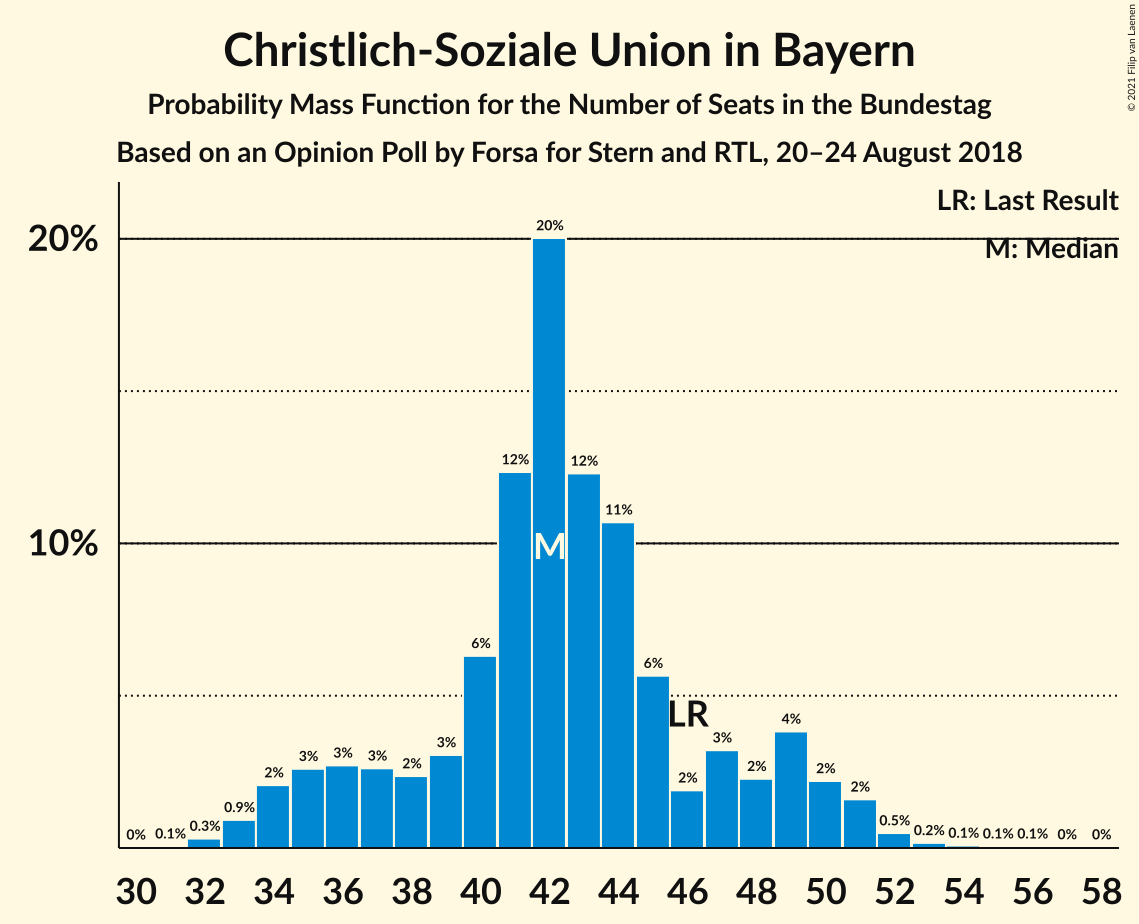 Christlich-Soziale Union in Bayern
Probability Mass Function for the Number of Seats in the Bundestag
Based on an Opinion Poll by Forsa for Stern and RTL, 20–24 August 2018
© 2021 Filip van Laenen
LR: Last Result
M: Median
20%
10%
0% 0.1% 0.3% 0.9% 2% 3% 3% 3% 2% 3% 6% 12% 20% 12% 11% 6% 2% 3% 2% 4% 2% 2% 0.5% 0.2% 0.1% 0.1% 0.1% 0% 0%
M
LR
30 32 34 36 38 40 42 44 46 48 50 52 54 56 58